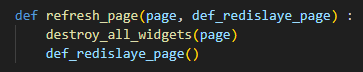 def refresh_page(page, def_redislaye_page) :
    destroy_all_widgets(page)
    def_redislaye_page()